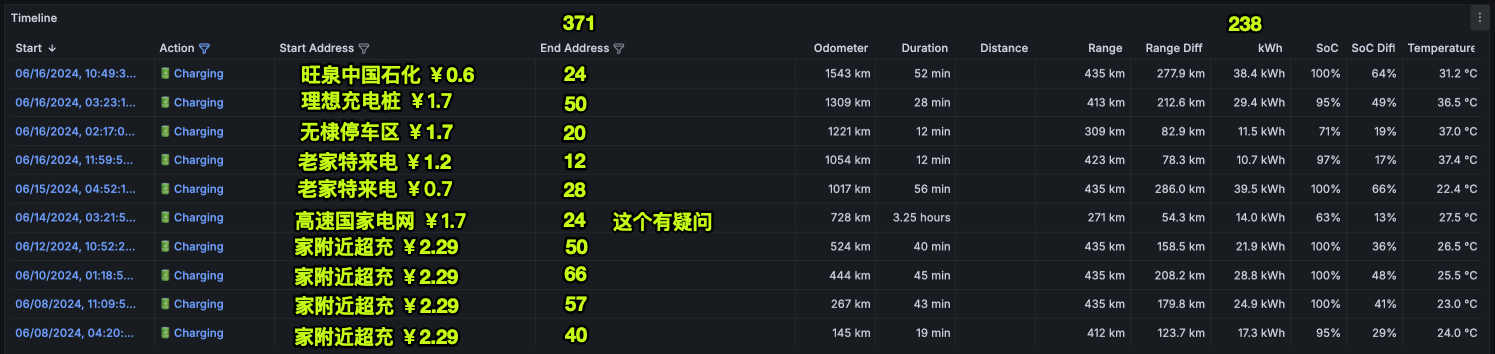 Timeline 371 238
Start ↓ Action Start Address End Address Odometer Duration Distance Range Range Diff kWh SoC SoC Diff Temperature
06/16/2024, 10:49:3... Charging 旺泉中国石化 ¥0.6 24 1543 km 52 min 435 km 277.9 km 38.4 kWh 100% 64% 31.2 °C
06/16/2024, 03:23:1... Charging 理想充电桩 ¥1.7 50 1309 km 28 min 413 km 212.6 km 29.4 kWh 95% 49% 36.5 °C
06/16/2024, 02:17:0... Charging 无棣停车区 ¥1.7 20 1221 km 12 min 309 km 82.9 km 11.5 kWh 71% 19% 37.0 °C
06/16/2024, 11:59:5... Charging 老家特来电 ¥1.2 12 1054 km 12 min 423 km 78.3 km 10.7 kWh 97% 17% 37.4 °C
06/15/2024, 04:52:1... Charging 老家特来电 ¥0.7 28 1017 km 56 min 435 km 286.0 km 39.5 kWh 100% 66% 22.4 °C
06/14/2024, 03:21:5... Charging 高速国家电网 ¥1.7 24 这个有疑问 728 km 3.25 hours 271 km 54.3 km 14.0 kWh 63% 13% 27.5 °C
06/12/2024, 10:52:2... Charging 家附近超充 ¥2.29 50 524 km 40 min 435 km 158.5 km 21.9 kWh 100% 36% 26.5 °C
06/10/2024, 01:18:5... Charging 家附近超充 ¥2.29 66 444 km 45 min 435 km 208.2 km 28.8 kWh 100% 48% 25.5 °C
06/08/2024, 11:09:5... Charging 家附近超充 ¥2.29 57 267 km 43 min 435 km 179.8 km 24.9 kWh 100% 41% 23.0 °C
06/08/2024, 04:20:... Charging 家附近超充 ¥2.29 40 145 km 19 min 412 km 123.7 km 17.3 kWh 95% 29% 24.0 °C